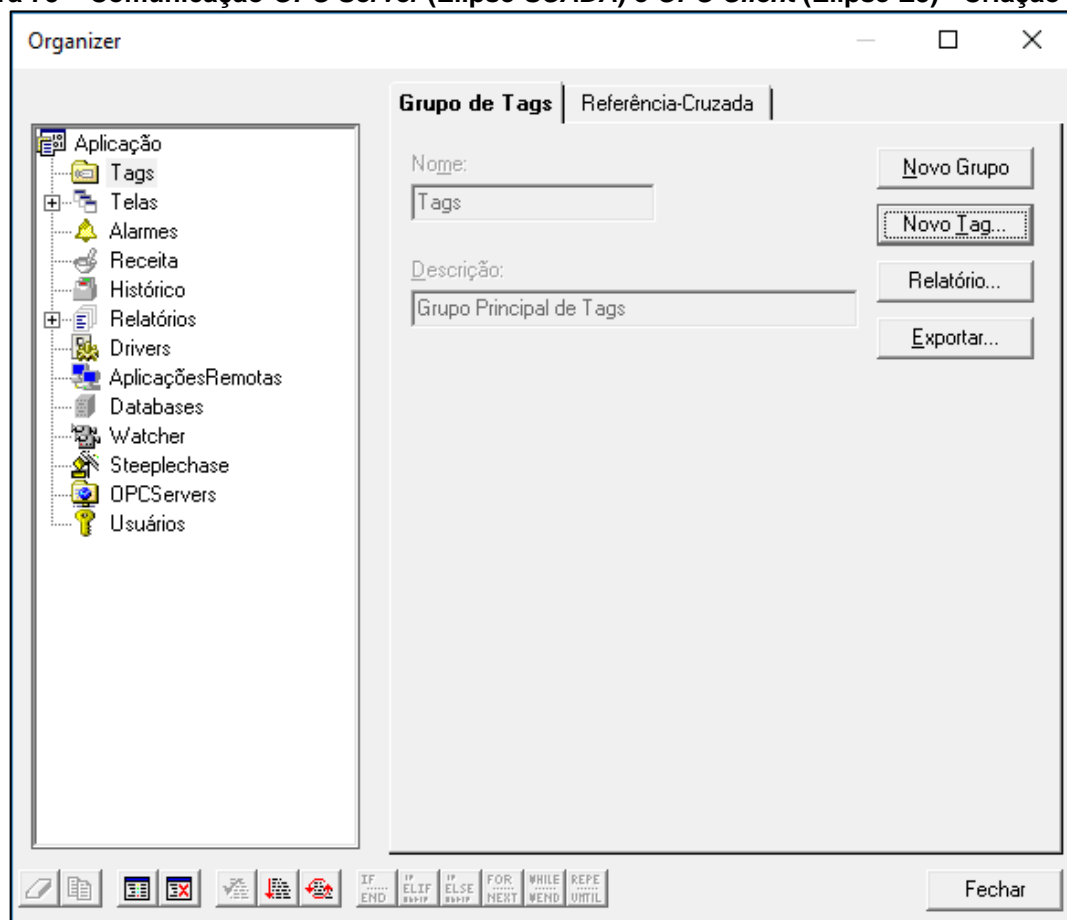 Comunicação OPC Server (Elipse SCADA) e OPC Client (Elipse E3) - Criação
Organizer
Grupo de Tags Referência-Cruzada
Aplicação
Tags
Telas
Alarmes
Receita
Histórico
Relatórios
Drivers
AplicaçõesRemotas
Databases
Watcher
Steeplechase
OPCServers
Usuários
Nome:
Tags
Descrição:
Grupo Principal de Tags
Novo Grupo
Novo Tag...
Relatório...
Exportar...
IF END
ELIF
ELSE
FOR NEXT
WHILE WEND
REPE UNTIL
Fechar